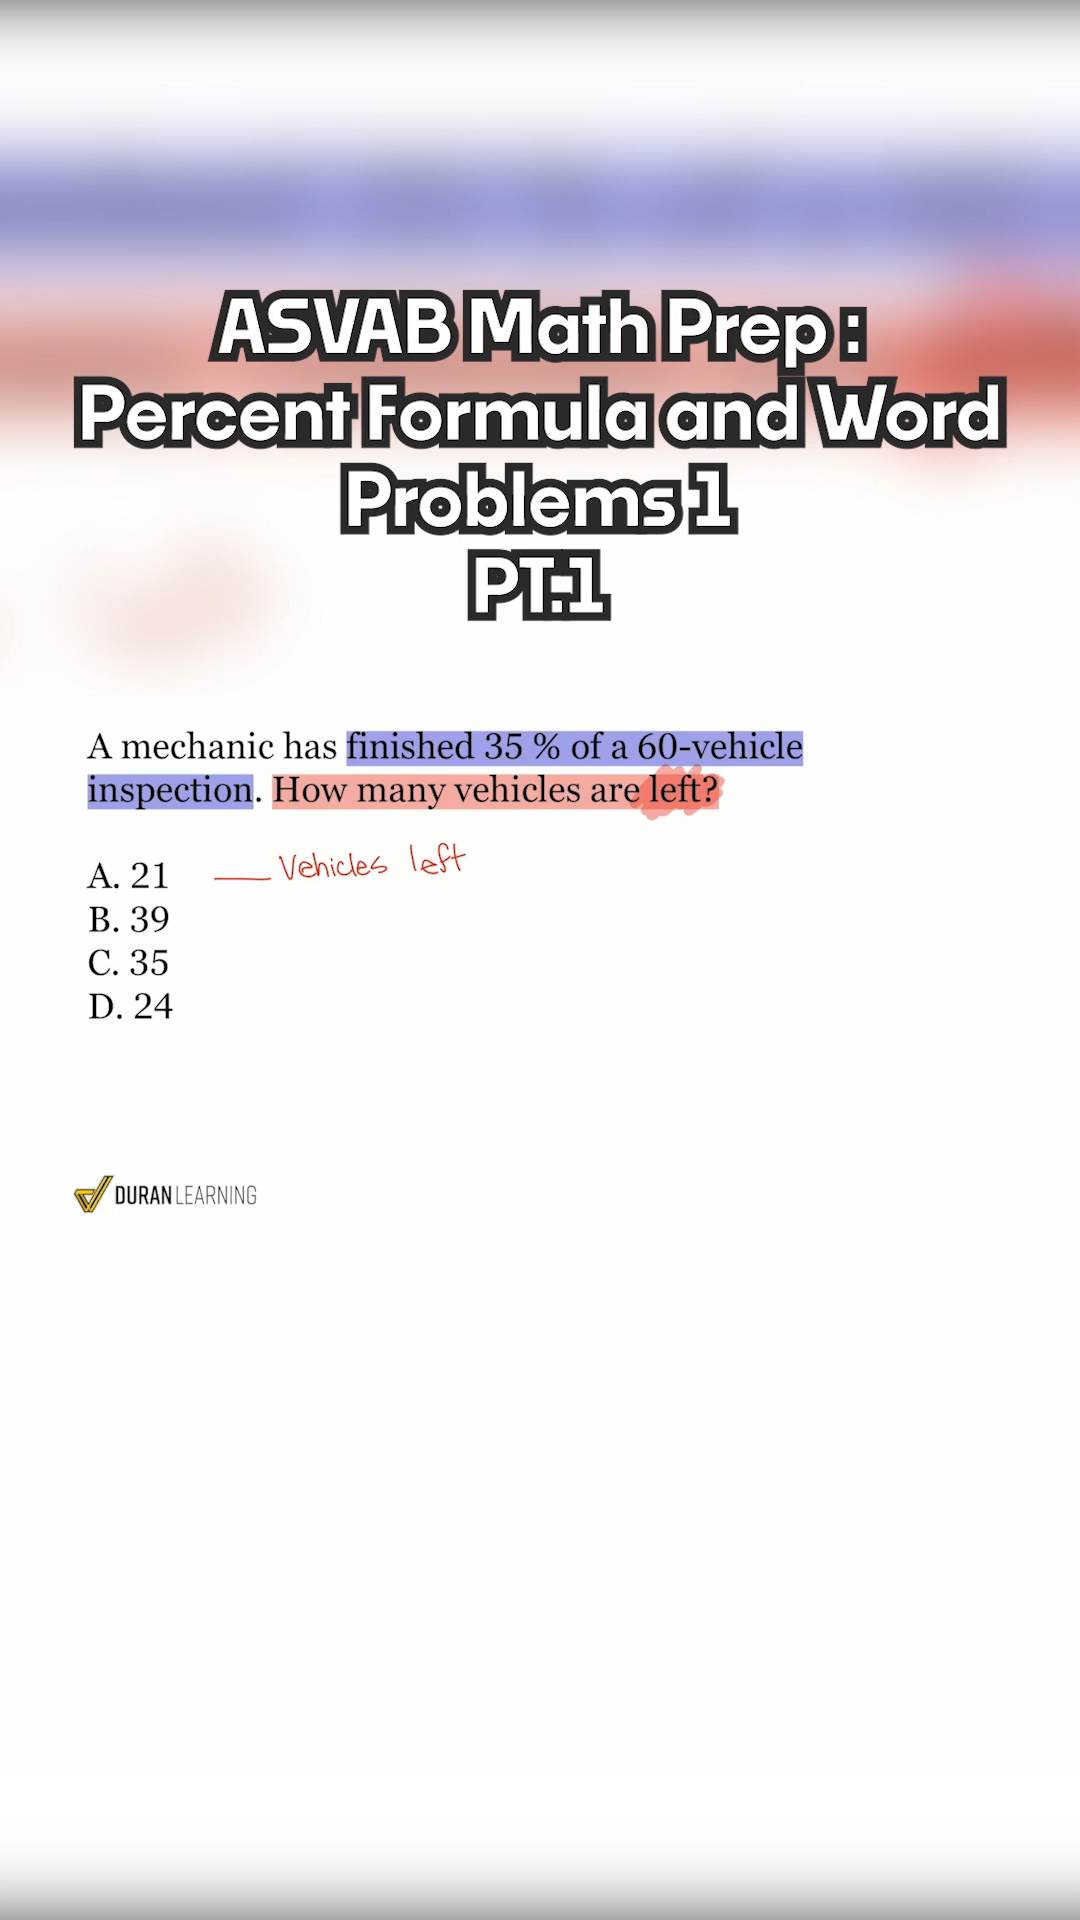 ASVAB Math Prep :
Percent Formula and Word
Problems 1
PT.1
A mechanic has finished 35 % of a 60-vehicle
inspection. How many vehicles are left?
A. 21
___ Vehicles left
B. 39
C. 35
D. 24
DURAN LEARNING